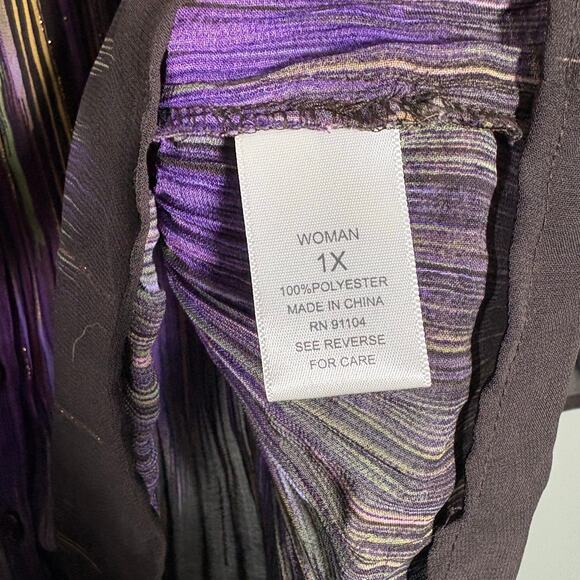 WOMAN
1X
100%POLYESTER
MADE IN CHINA
RN 91104
SEE REVERSE
FOR CARE